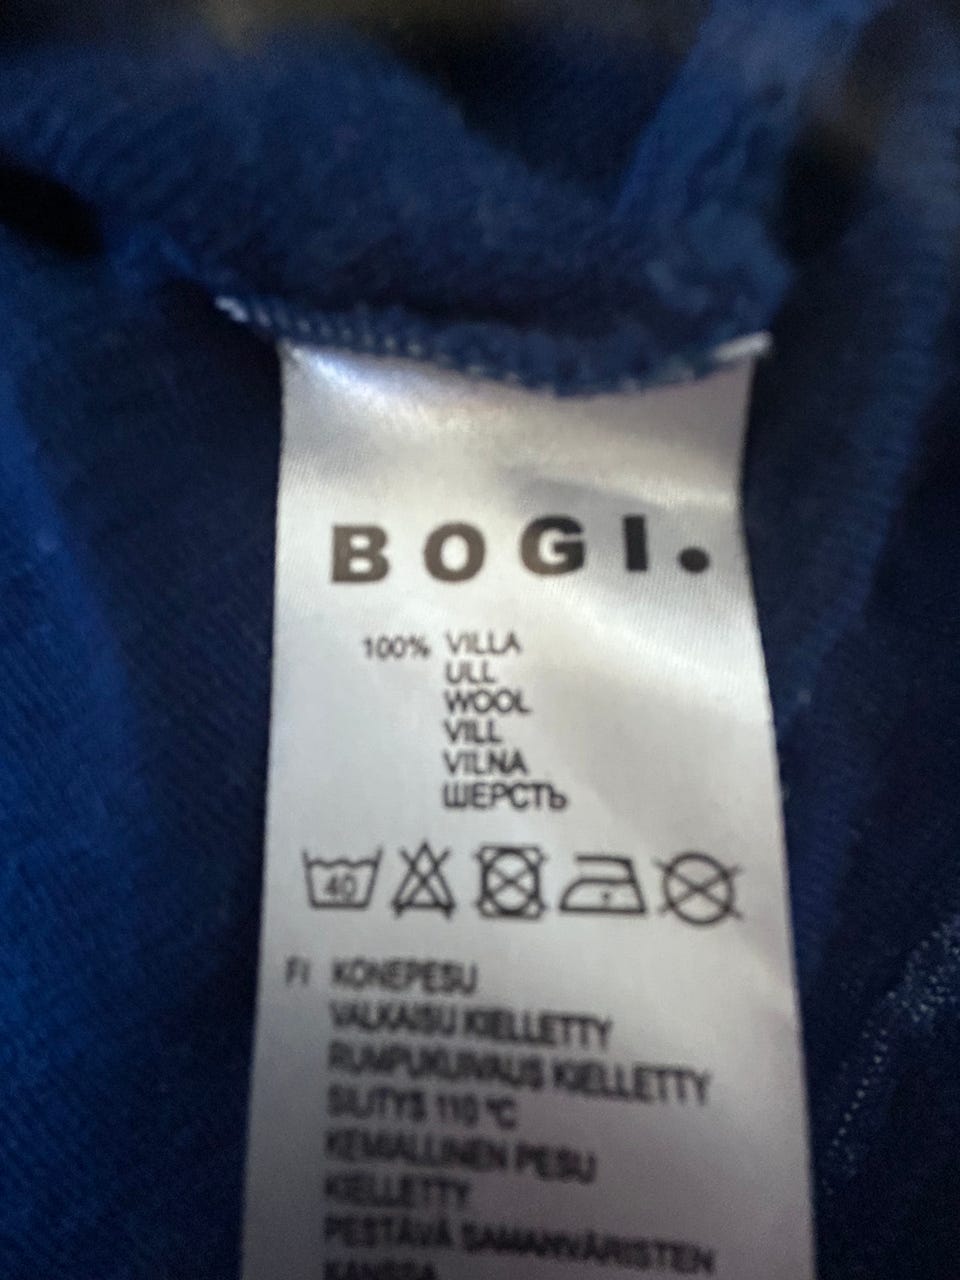 BOGI.
100% VILLA
ULL
WOOL
VILL
VILNA
ШЕРСТЬ
40
FI KONEPESU
VALKAISU KIELLETTY
RUMPUKUIVAUS KIELLETTY
SILITYS 110 °C
KEMIALLINEN PESU
KIELLETTY
PESTÄVÄ SAMANVÄRISTEN
KANSSA